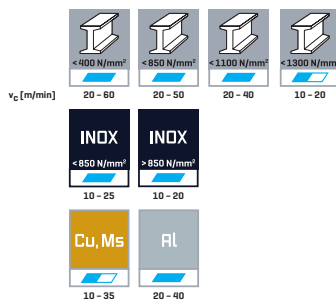 <400 N/mm² <850 N/mm² <1100 N/mm² <1300 N/mm²
vc [m/min] 20 – 60 20 – 50 20 – 40 10 – 20
INOX INOX
<850 N/mm² >850 N/mm²
10 – 25 10 – 20
Cu, Ms Al
10 – 35 20 – 40